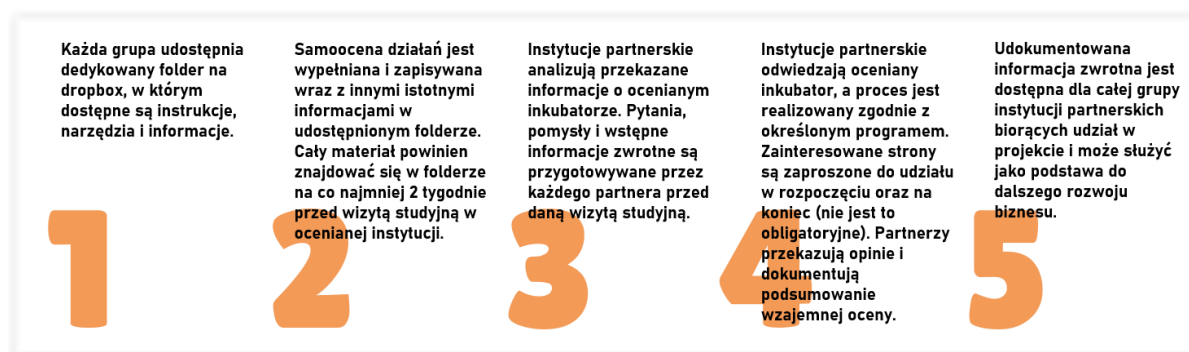 Każda grupa udostępnia
dedykowany folder na
dropbox, w którym
dostępne są instrukcje,
narzędzia i informacje.
1
Samoocena działań jest
wypełniana i zapisywana
wraz z innymi istotnymi
informacjami w
udostępnionym folderze.
Cały materiał powinien
znajdować się w folderze
na co najmniej 2 tygodnie
przed wizytą studyjną w
ocenianej instytucji.
2
Instytucje partnerskie
analizują przekazane
informacje o ocenianym
inkubatorze. Pytania,
pomysły i wstępne
informacje zwrotne są
przygotowywane przez
każdego partnera przed
daną wizytą studyjną.
3
Instytucje partnerskie
odwiedzają oceniany
inkubator, a proces jest
realizowany zgodnie z
określonym programem.
Zainteresowane strony
są zaproszone do udziału
w rozpoczęciu oraz na
koniec (nie jest to
obligatoryjne). Partnerzy
przekazują opinie i
dokumentują
podsumowanie
wzajemnej oceny.
4
Udokumentowana
informacja zwrotna jest
dostępna dla całej grupy
instytucji partnerskich
biorących udział w
projekcie i może służyć
jako podstawa do
dalszego rozwoju
biznesu.
5